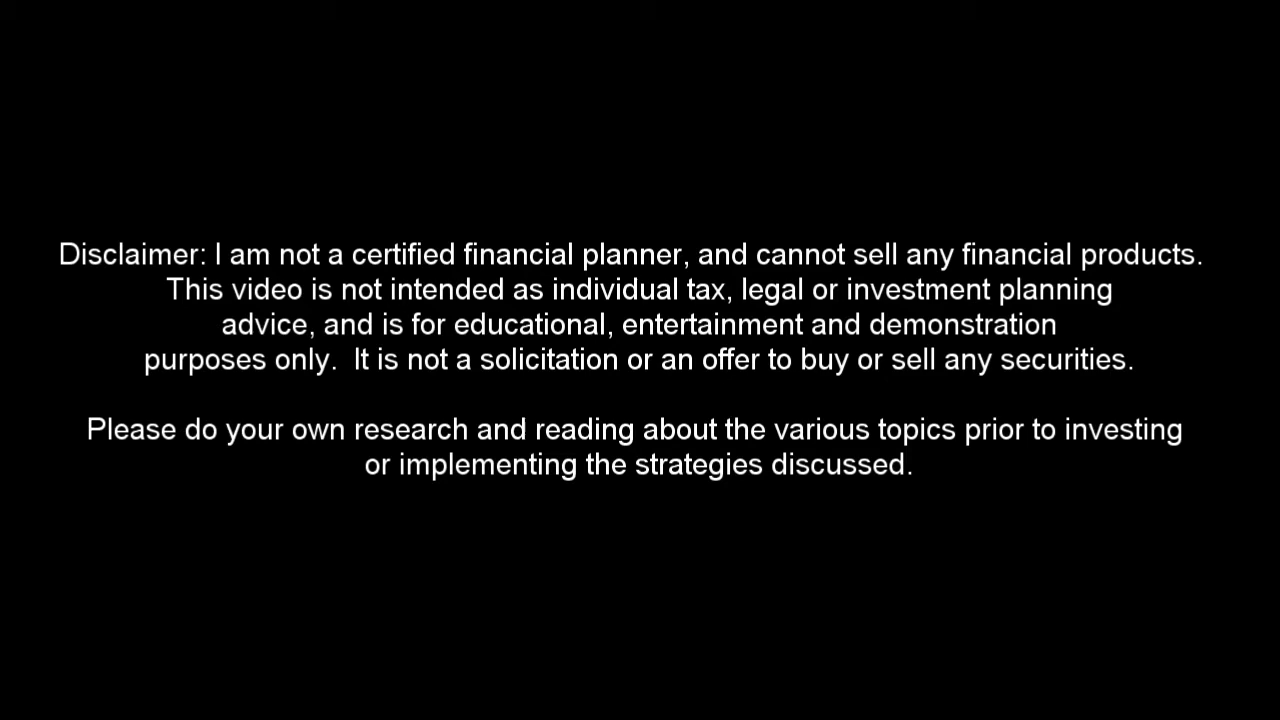 Disclaimer: I am not a certified financial planner, and cannot sell any financial products.
This video is not intended as individual tax, legal or investment planning
advice, and is for educational, entertainment and demonstration
purposes only.  It is not a solicitation or an offer to buy or sell any securities.
Please do your own research and reading about the various topics prior to investing
or implementing the strategies discussed.